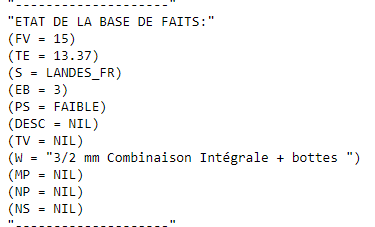 "--------------------"
"ETAT DE LA BASE DE FAITS:"
(FV = 15)
(TE = 13.37)
(S = LANDES_FR)
(EB = 3)
(PS = FAIBLE)
(DESC = NIL)
(TV = NIL)
(W = "3/2 mm Combinaison Intégrale + bottes ")
(MP = NIL)
(NP = NIL)
(NS = NIL)
"--------------------"